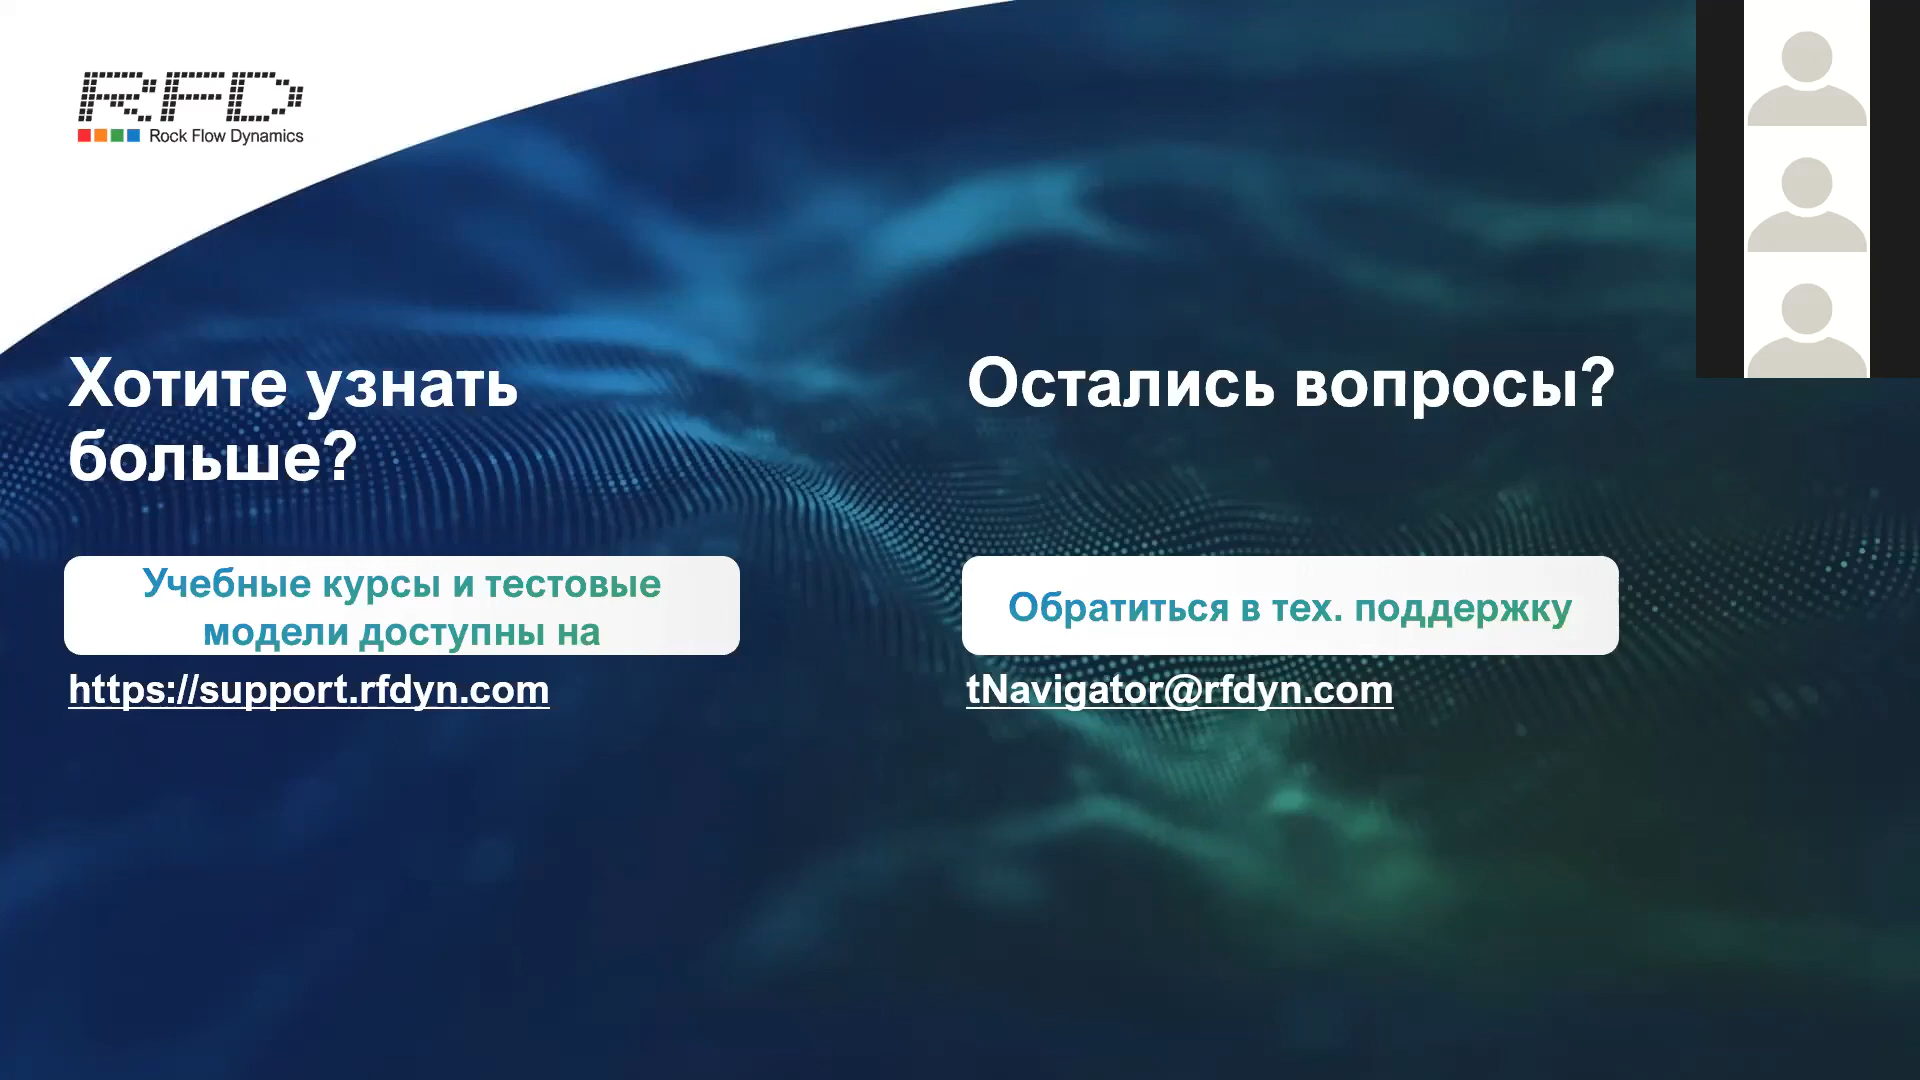 RFD
Rock Flow Dynamics
Хотите узнать
больше?
Учебные курсы и тестовые
модели доступны на
https://support.rfdyn.com
Остались вопросы?
Обратиться в тех. поддержку
tNavigator@rfdyn.com